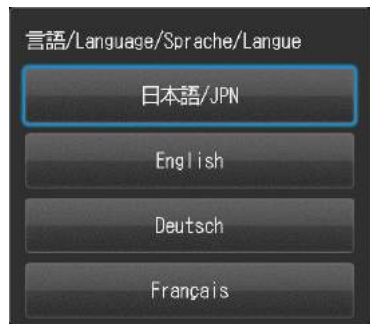 言語/Language/Sprache/Langue
日本語/JPN
English
Deutsch
Français